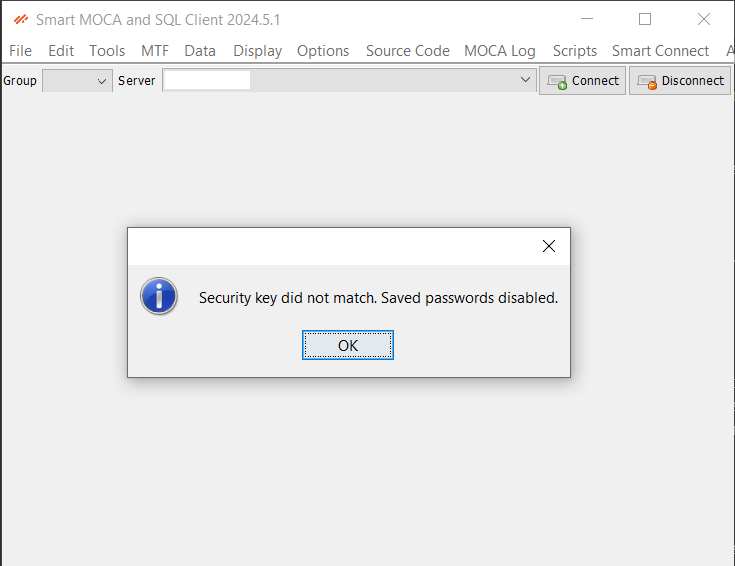 Smart MOCA and SQL Client 2024.5.1
File Edit Tools MTF Data Display Options Source Code MOCA Log Scripts Smart Connect A
Group Server Connect Disconnect
Security key did not match. Saved passwords disabled.
OK